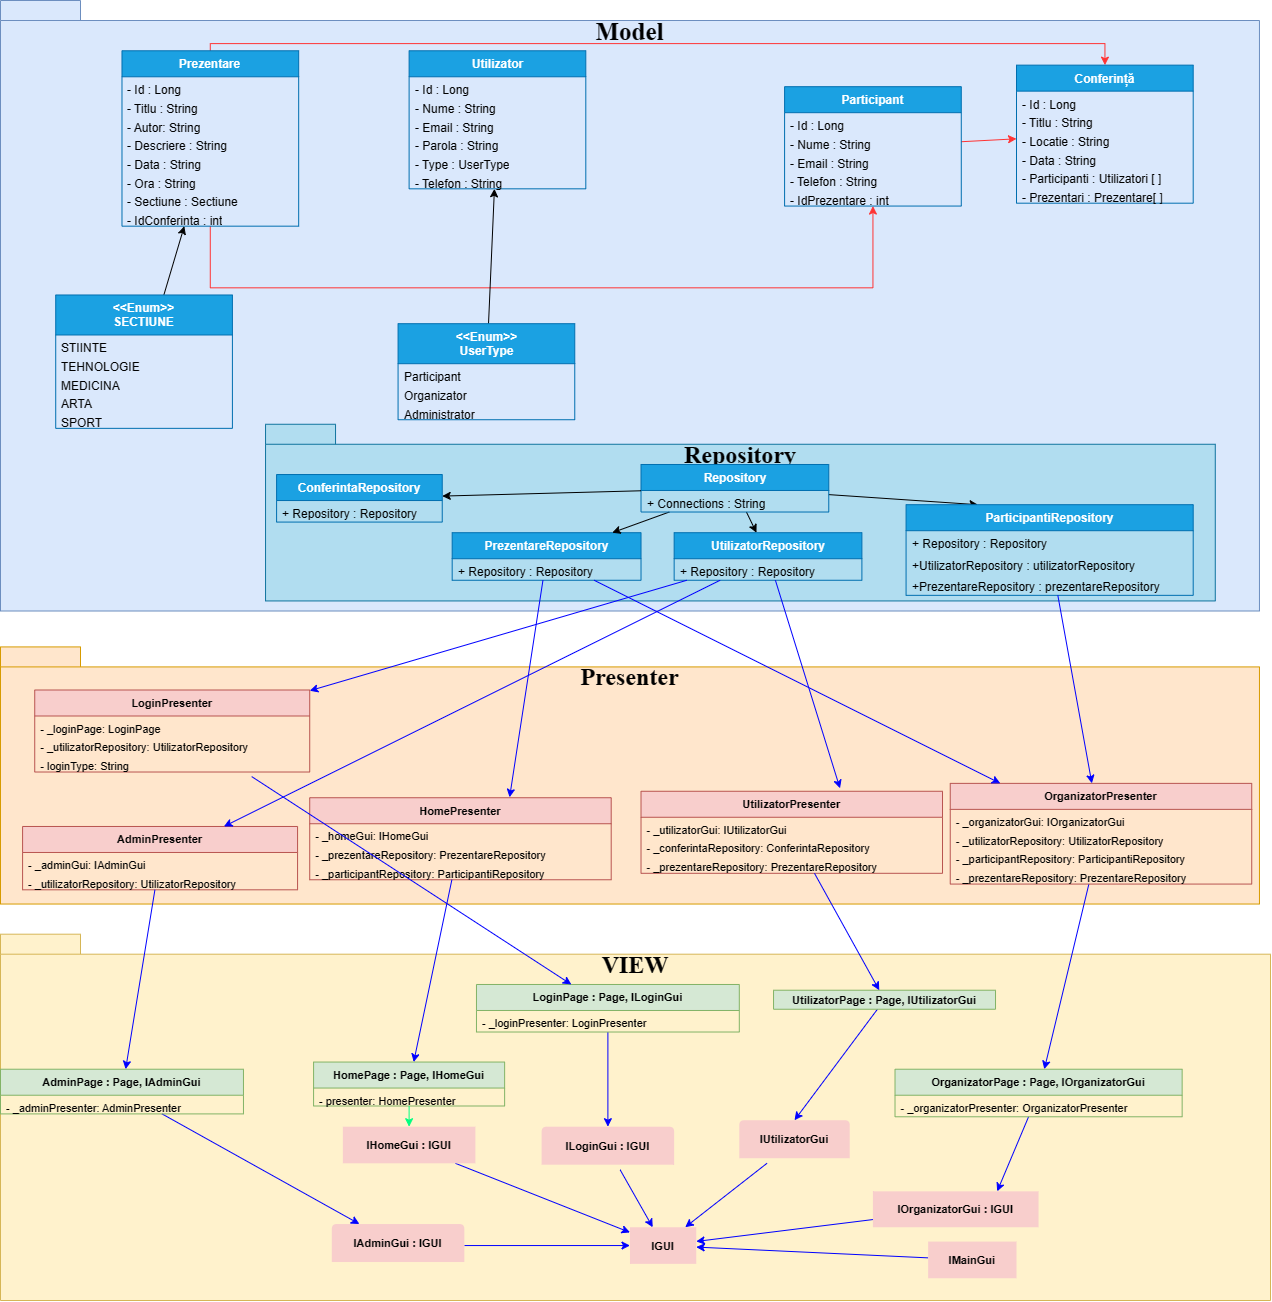 Model
Prezentare
- Id : Long
- Titlu : String
- Autor: String
- Descriere : String
- Data : String
- Ora : String
- Sectiune : Sectiune
- IdConferinta : int
Utilizator
- Id : Long
- Nume : String
- Email : String
- Parola : String
- Type : UserType
- Telefon : String
Participant
- Id : Long
- Nume : String
- Email : String
- Telefon : String
- IdPrezentare : int
Conferință
- Id : Long
- Titlu : String
- Locatie : String
- Data : String
- Participanti : Utilizatori [ ]
- Prezentari : Prezentare[ ]
<<Enum>>
SECTIUNE
STIINTE
TEHNOLOGIE
MEDICINA
ARTA
SPORT
<<Enum>>
UserType
Participant
Organizator
Administrator
Repository
ConferintaRepository
+ Repository : Repository
Repository
+ Connections : String
PrezentareRepository
+ Repository : Repository
UtilizatorRepository
+ Repository : Repository
ParticipantiRepository
+ Repository : Repository
+UtilizatorRepository : utilizatorRepository
+PrezentareRepository : prezentareRepository
Presenter
LoginPresenter
- _loginPage: LoginPage
- _utilizatorRepository: UtilizatorRepository
- loginType: String
AdminPresenter
- _adminGui: IAdminGui
- _utilizatorRepository: UtilizatorRepository
HomePresenter
- _homeGui: IHomeGui
- _prezentareRepository: PrezentareRepository
- _participantRepository: ParticipantiRepository
UtilizatorPresenter
- _utilizatorGui: IUtilizatorGui
- _conferintaRepository: ConferintaRepository
- _prezentareRepository: PrezentareRepository
OrganizatorPresenter
- _organizatorGui: IOrganizatorGui
- _utilizatorRepository: UtilizatorRepository
- _participantRepository: ParticipantiRepository
- _prezentareRepository: PrezentareRepository
VIEW
LoginPage : Page, ILoginGui
- _loginPresenter: LoginPresenter
UtilizatorPage : Page, IUtilizatorGui
AdminPage : Page, IAdminGui
- _adminPresenter: AdminPresenter
HomePage : Page, IHomeGui
- presenter: HomePresenter
OrganizatorPage : Page, IOrganizatorGui
- _organizatorPresenter: OrganizatorPresenter
IHomeGui : IGUI
ILoginGui : IGUI
IUtilizatorGui
IOrganizatorGui : IGUI
IAdminGui : IGUI
IGUI
IMainGui